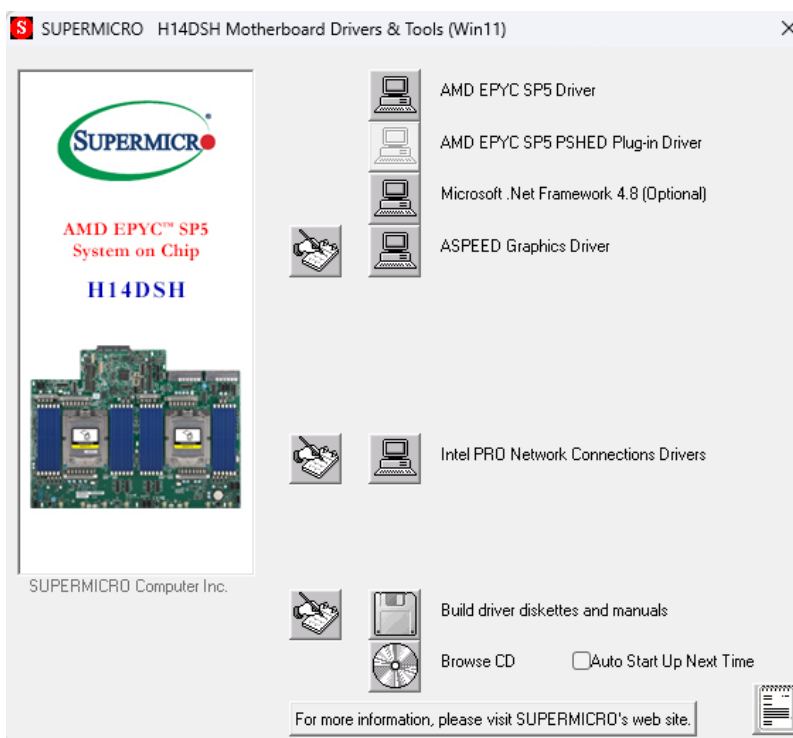 SUPERMICRO H14DSH Motherboard Drivers & Tools (Win11)
SUPERMICRO
AMD EPYC™ SP5
System on Chip
H14DSH
SUPERMICRO Computer Inc.
AMD EPYC SP5 Driver
AMD EPYC SP5 PSHED Plug-in Driver
Microsoft .Net Framework 4.8 (Optional)
ASPEED Graphics Driver
Intel PRO Network Connections Drivers
Build driver diskettes and manuals
Browse CD
Auto Start Up Next Time
For more information, please visit SUPERMICRO's web site.